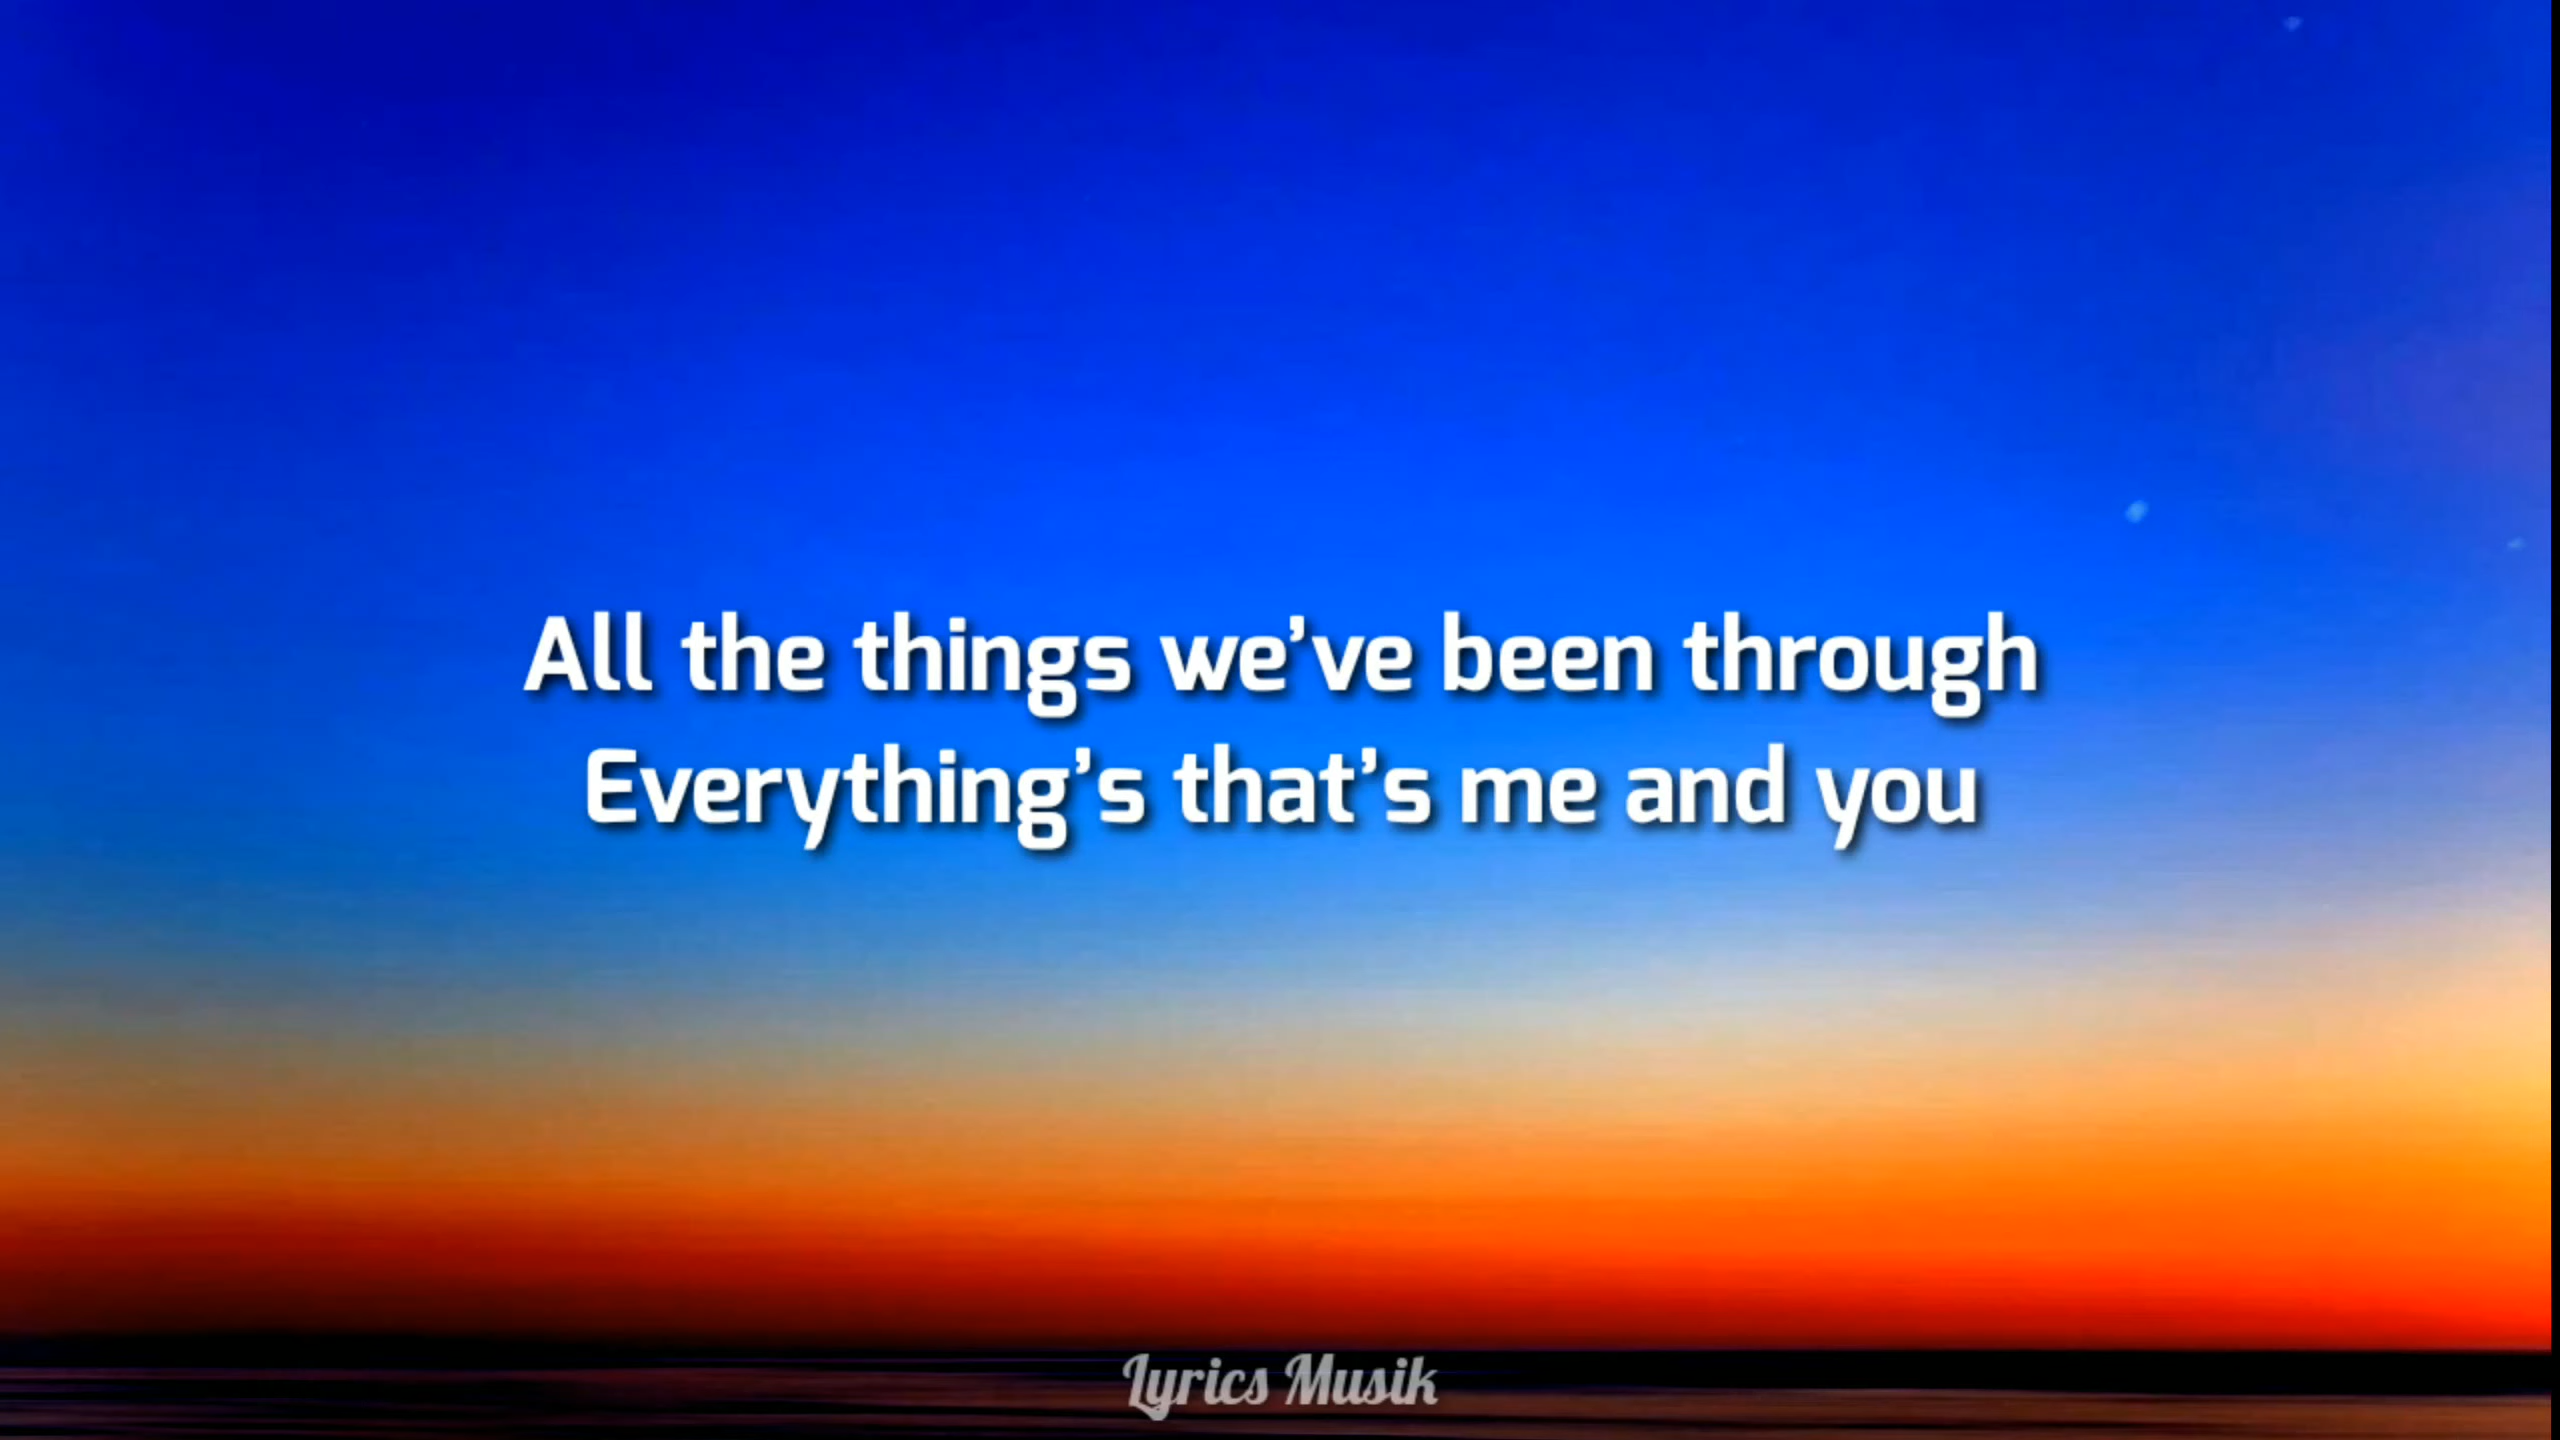 All the things we’ve been through
Everything’s that’s me and you
Lyrics Musik